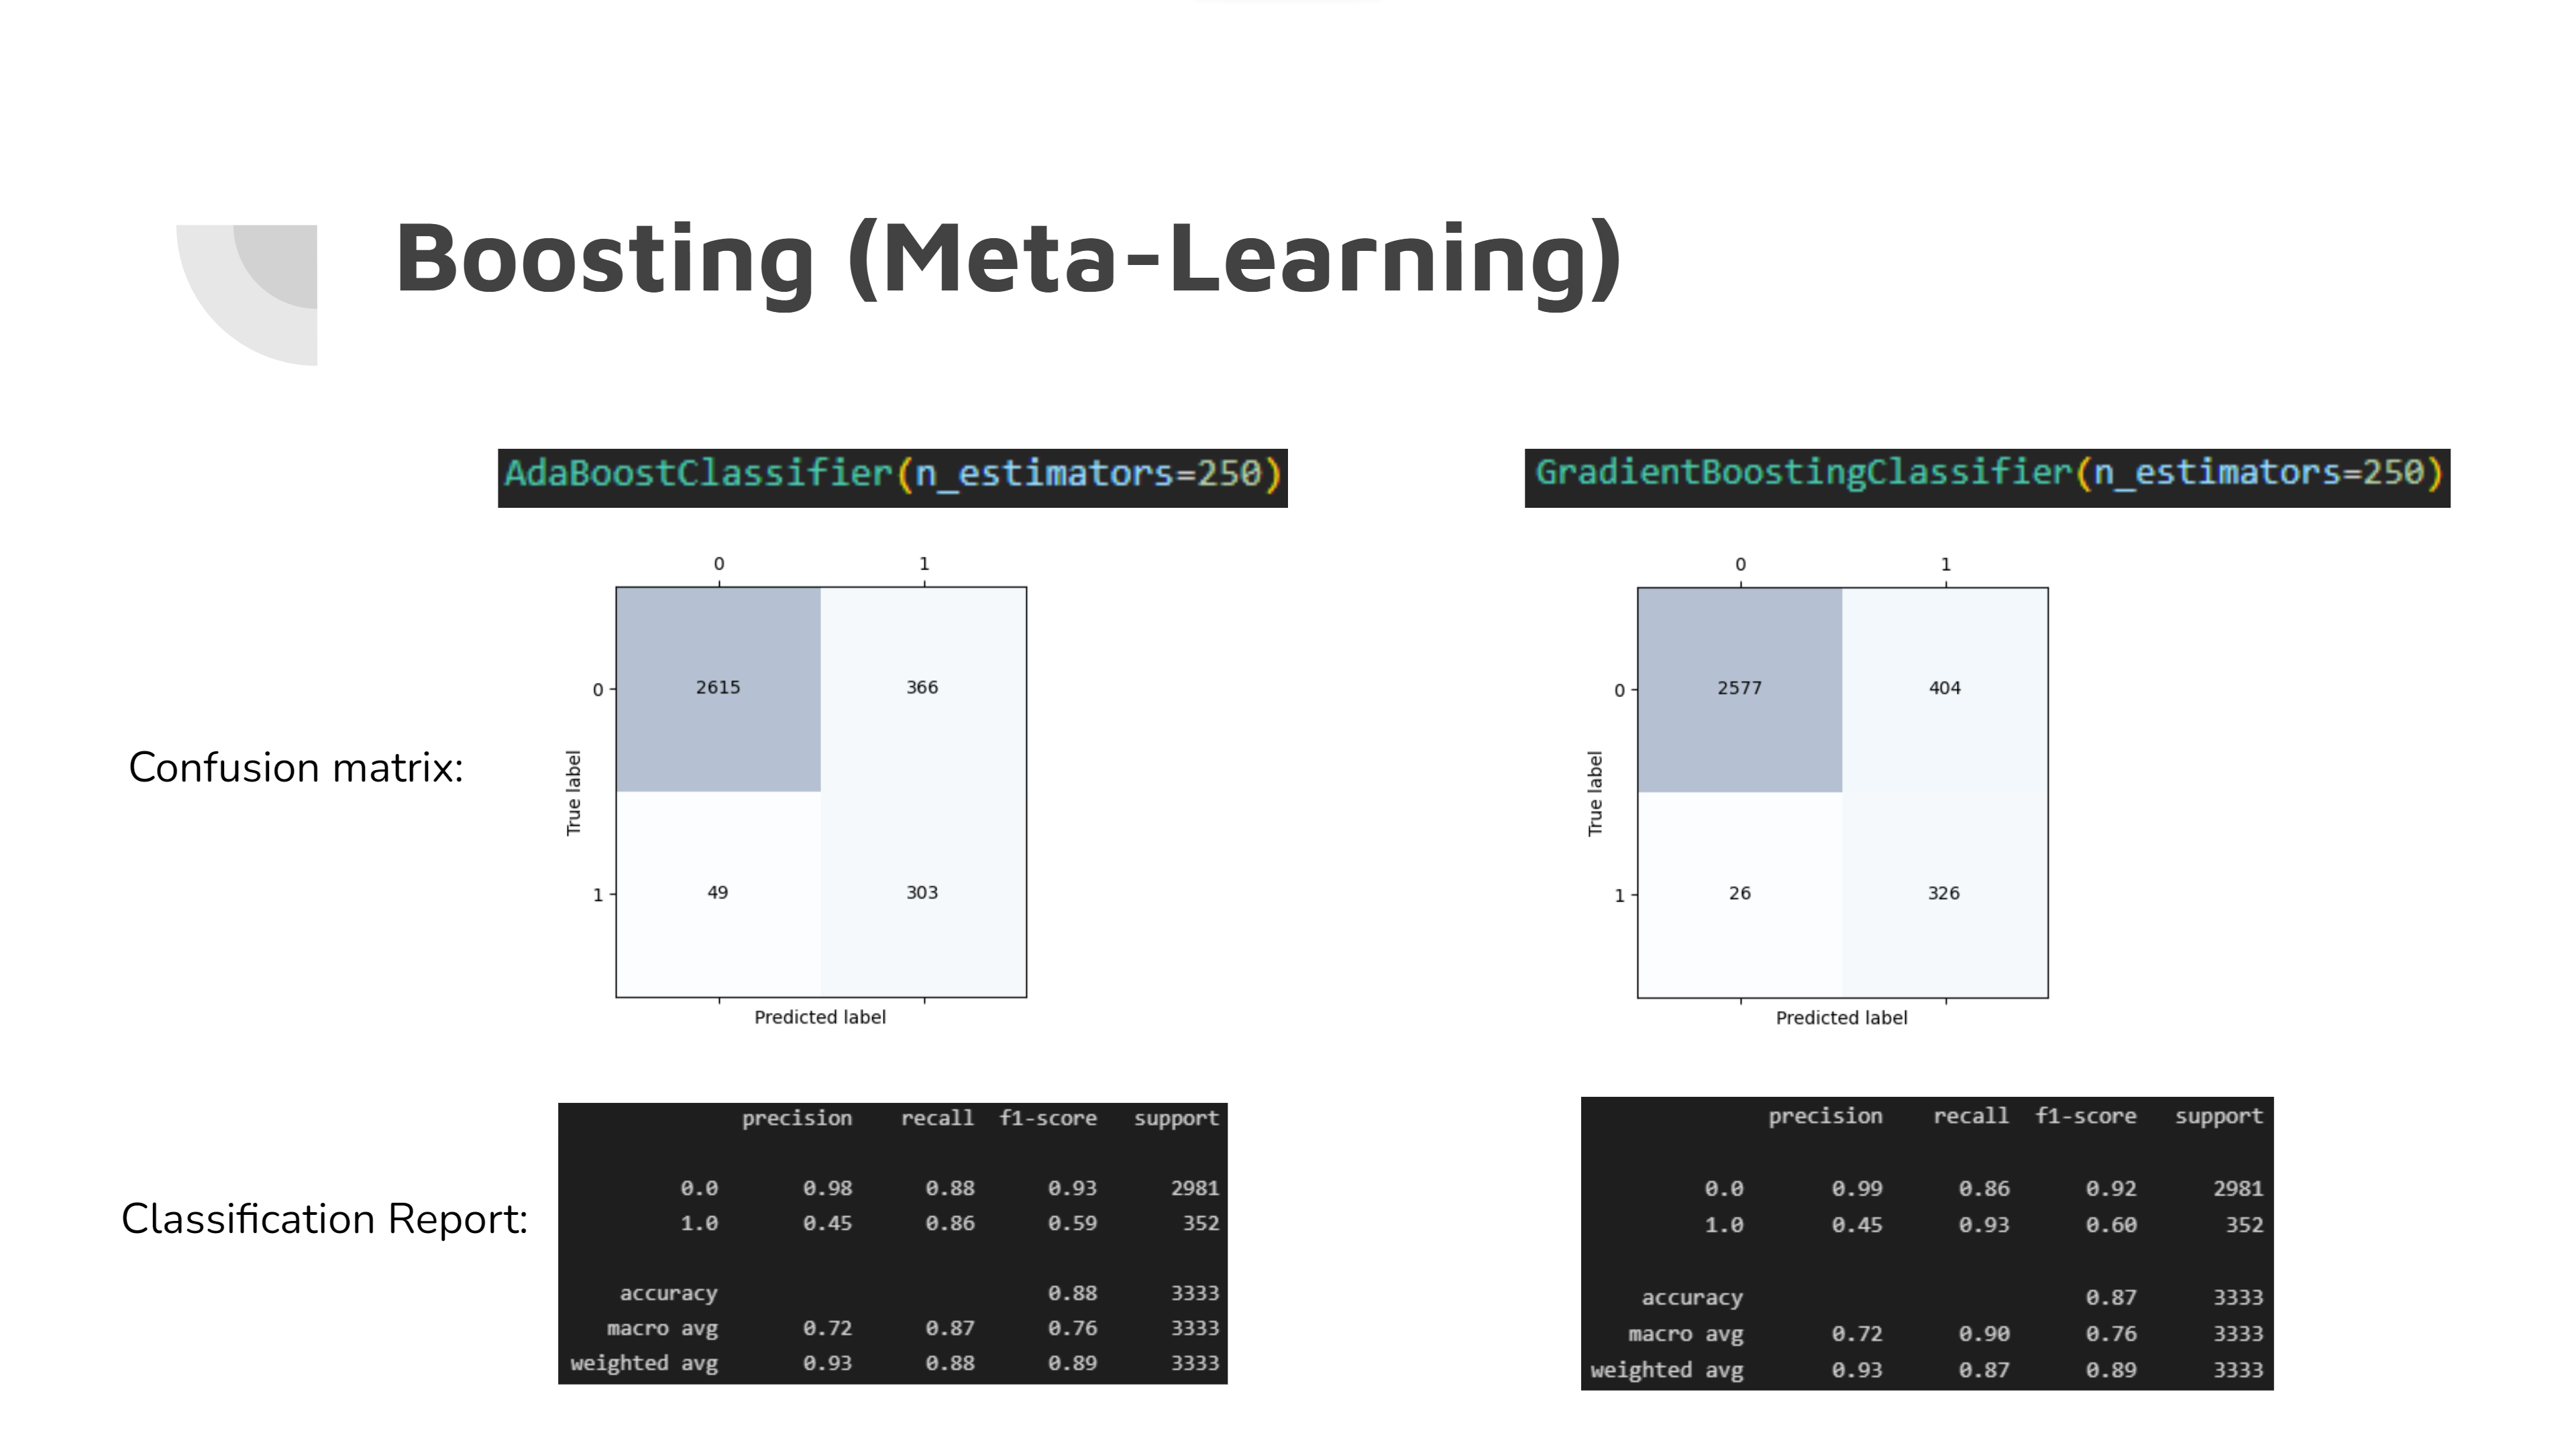 Boosting (Meta-Learning)
AdaBoostClassifier(n_estimators=250)
GradientBoostingClassifier(n_estimators=250)
Confusion matrix:
0 1
0 2615 366
1 49 303
True label
Predicted label
0 1
0 2577 404
1 26 326
True label
Predicted label
Classification Report:
precision recall f1-score support
0.0 0.98 0.88 0.93 2981
1.0 0.45 0.86 0.59 352
accuracy 0.88 3333
macro avg 0.72 0.87 0.76 3333
weighted avg 0.93 0.88 0.89 3333
precision recall f1-score support
0.0 0.99 0.86 0.92 2981
1.0 0.45 0.93 0.60 352
accuracy 0.87 3333
macro avg 0.72 0.90 0.76 3333
weighted avg 0.93 0.87 0.89 3333